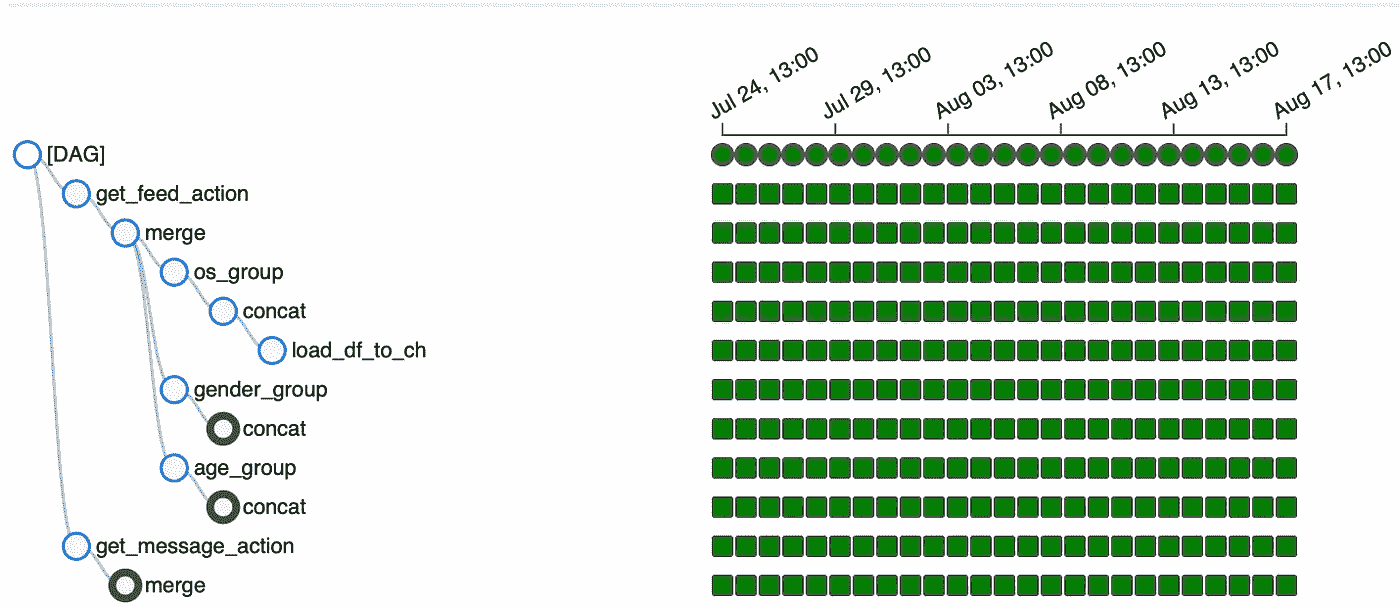 Jul 24, 13:00
Jul 29, 13:00
Aug 03, 13:00
Aug 08, 13:00
Aug 13, 13:00
Aug 17, 13:00
[DAG]
get_feed_action
merge
os_group
concat
load_df_to_ch
gender_group
concat
age_group
concat
get_message_action
merge